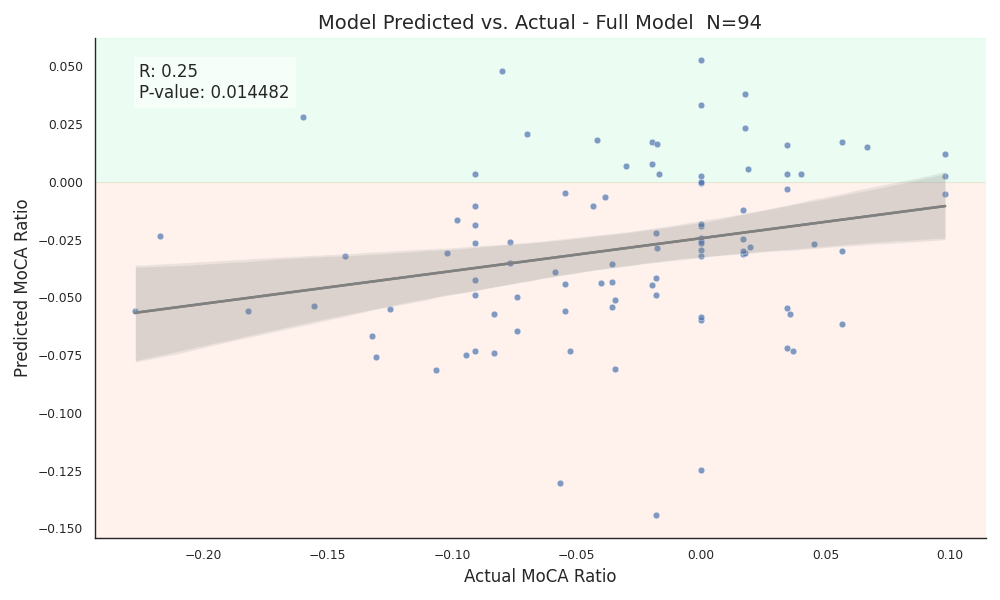 Model Predicted vs. Actual - Full Model  N=94
R: 0.25
P-value: 0.014482
Predicted MoCA Ratio
0.050
0.025
0.000
−0.025
−0.050
−0.075
−0.100
−0.125
−0.150
−0.20 −0.15 −0.10 −0.05 0.00 0.05 0.10
Actual MoCA Ratio